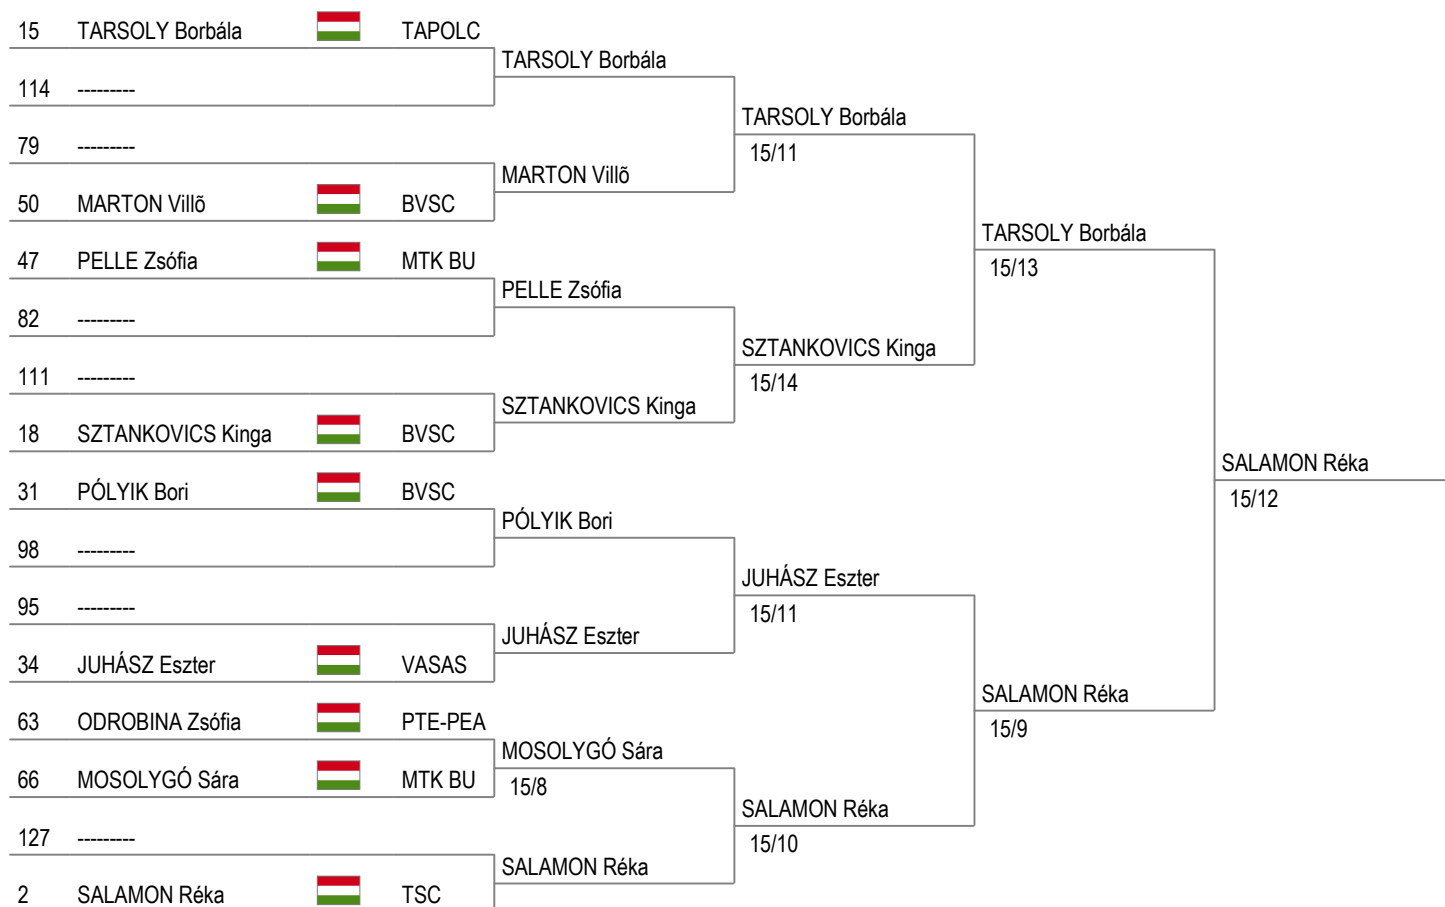 15 TARSOLY Borbála TAPOLC
TARSOLY Borbála
114 ---------
TARSOLY Borbála
15/11
79 ---------
MARTON Villõ
50 MARTON Villõ BVSC
TARSOLY Borbála
15/13
47 PELLE Zsófia MTK BU
PELLE Zsófia
82 ---------
SZTANKOVICS Kinga
15/14
111 ---------
SZTANKOVICS Kinga
18 SZTANKOVICS Kinga BVSC
SALAMON Réka
15/12
31 PÓLYIK Bori BVSC
PÓLYIK Bori
98 ---------
JUHÁSZ Eszter
15/11
95 ---------
JUHÁSZ Eszter
34 JUHÁSZ Eszter VASAS
SALAMON Réka
15/9
63 ODROBINA Zsófia PTE-PEA
MOSOLYGÓ Sára
15/8
66 MOSOLYGÓ Sára MTK BU
SALAMON Réka
15/10
127 ---------
SALAMON Réka
2 SALAMON Réka TSC